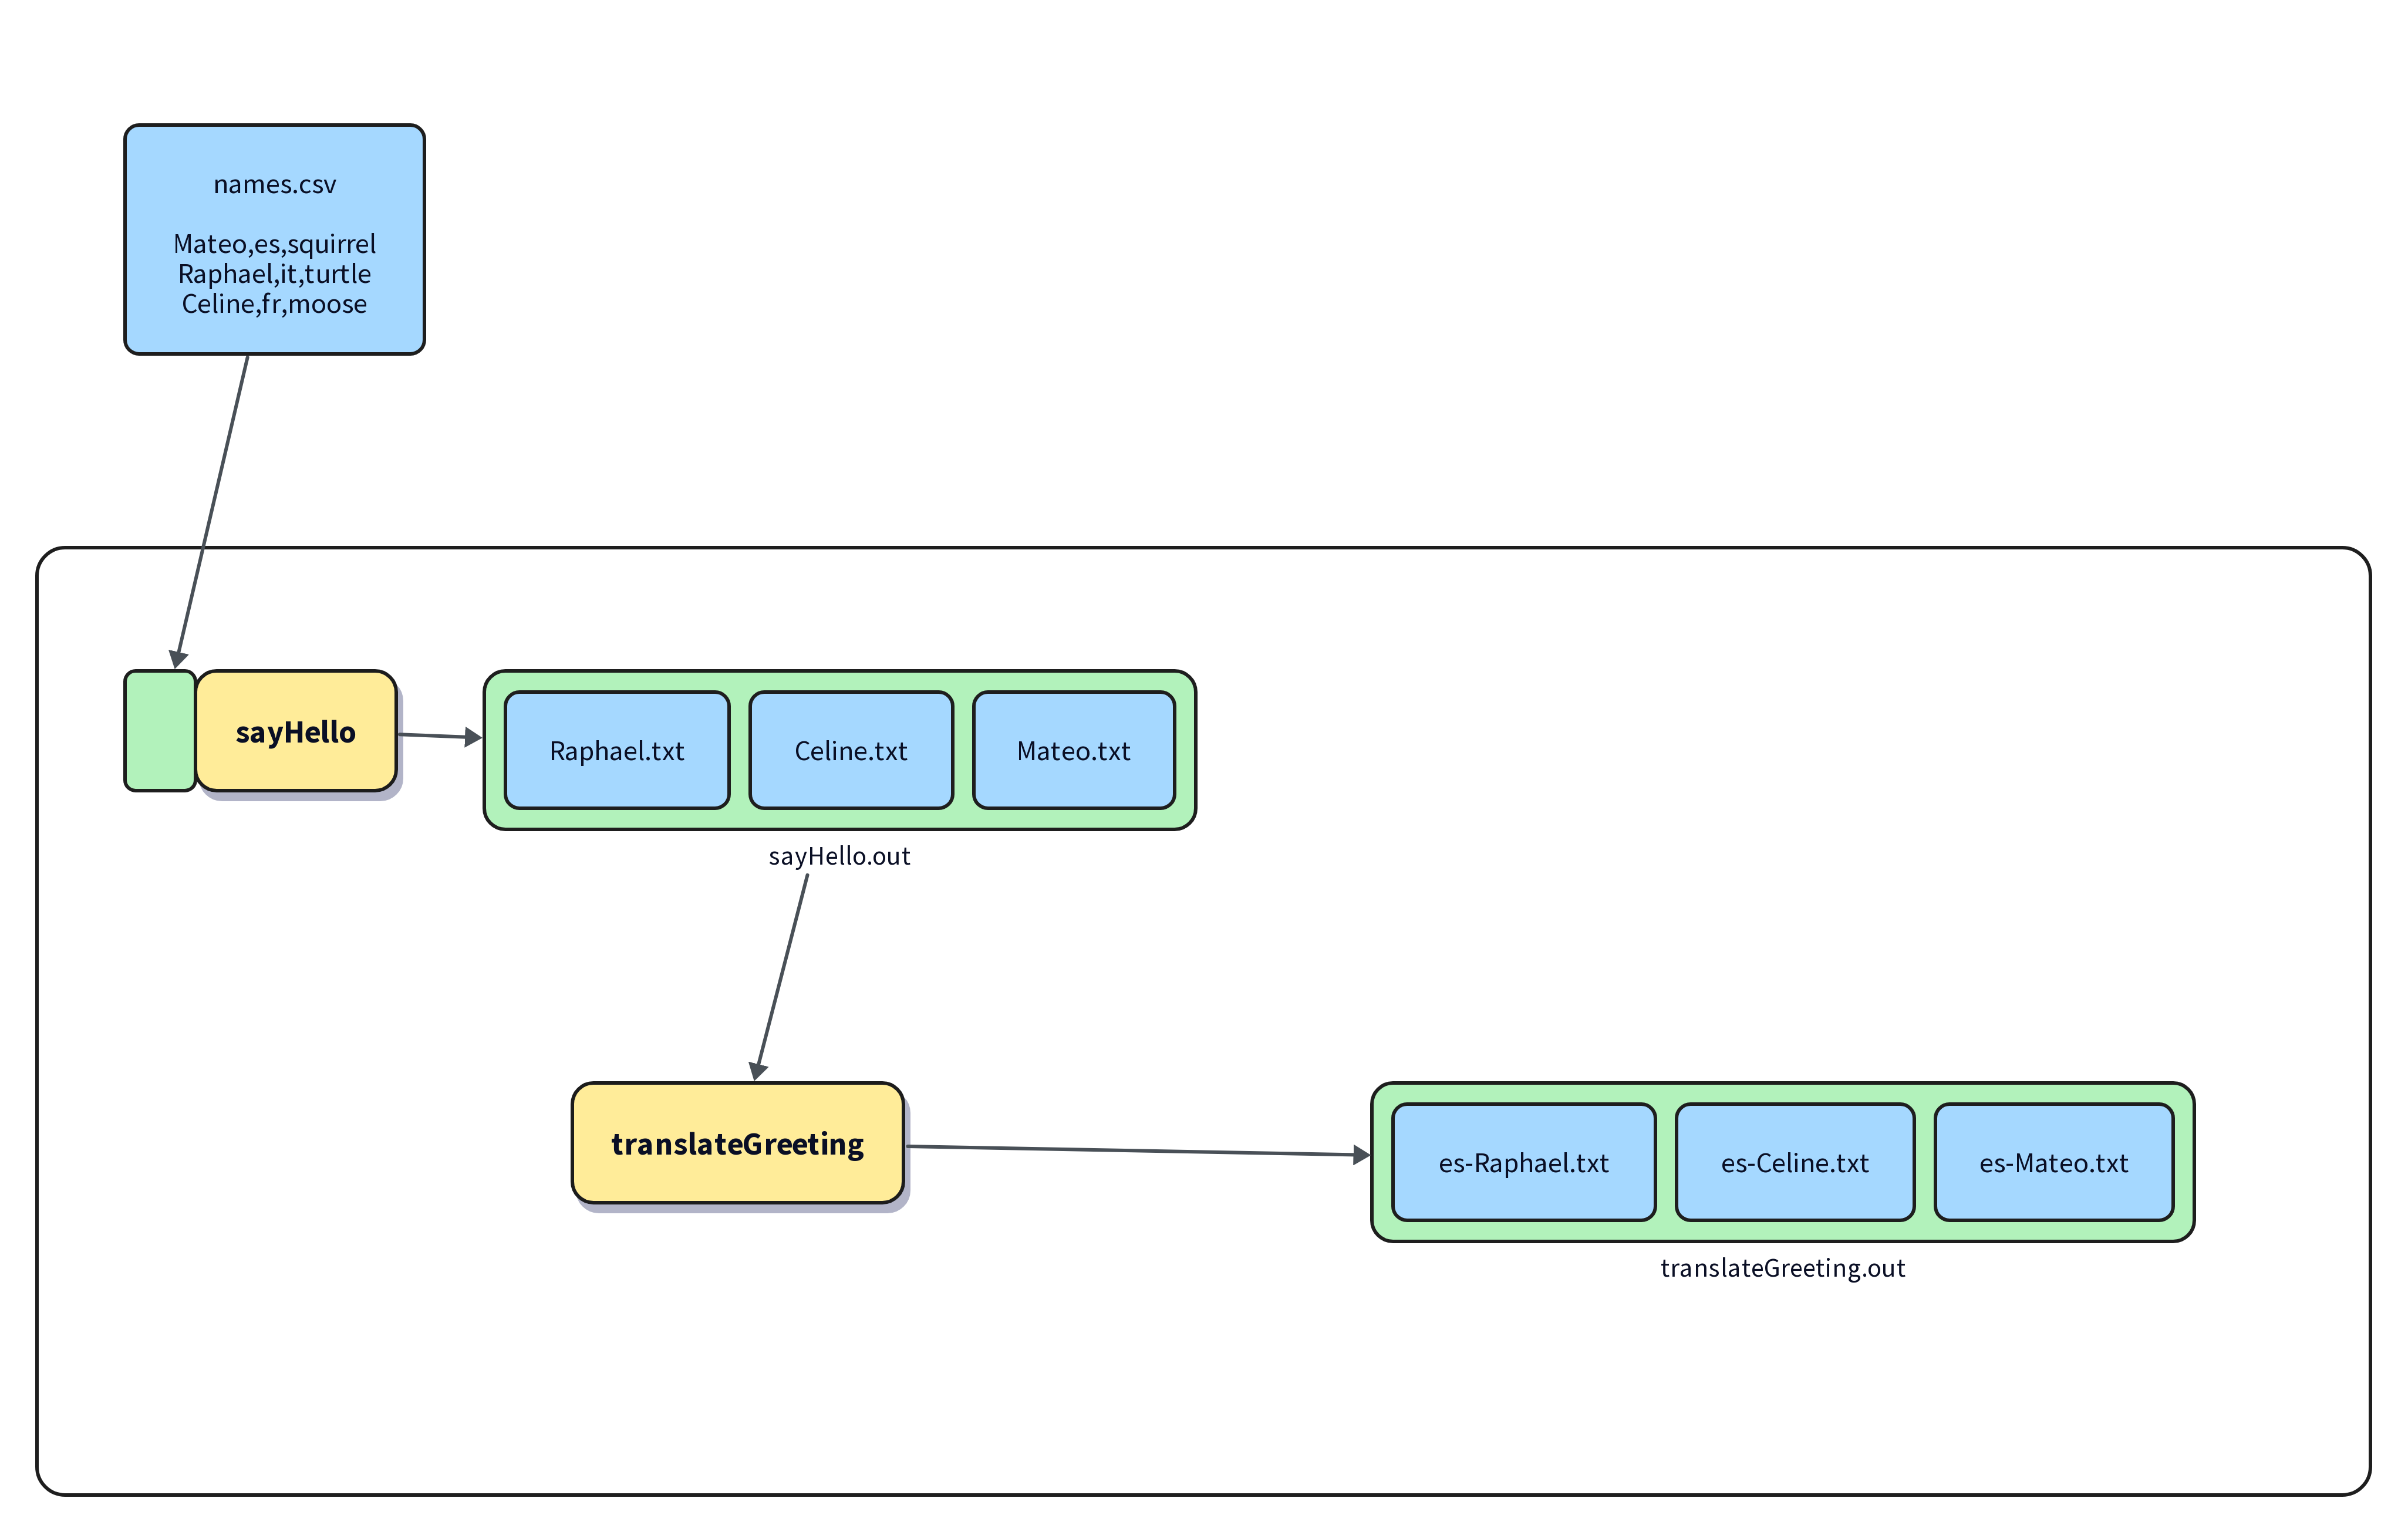 names.csv
Mateo,es,squirrel
Raphael,it,turtle
Celine,fr,moose
sayHello
Raphael.txt
Celine.txt
Mateo.txt
sayHello.out
translateGreeting
es-Raphael.txt
es-Celine.txt
es-Mateo.txt
translateGreeting.out